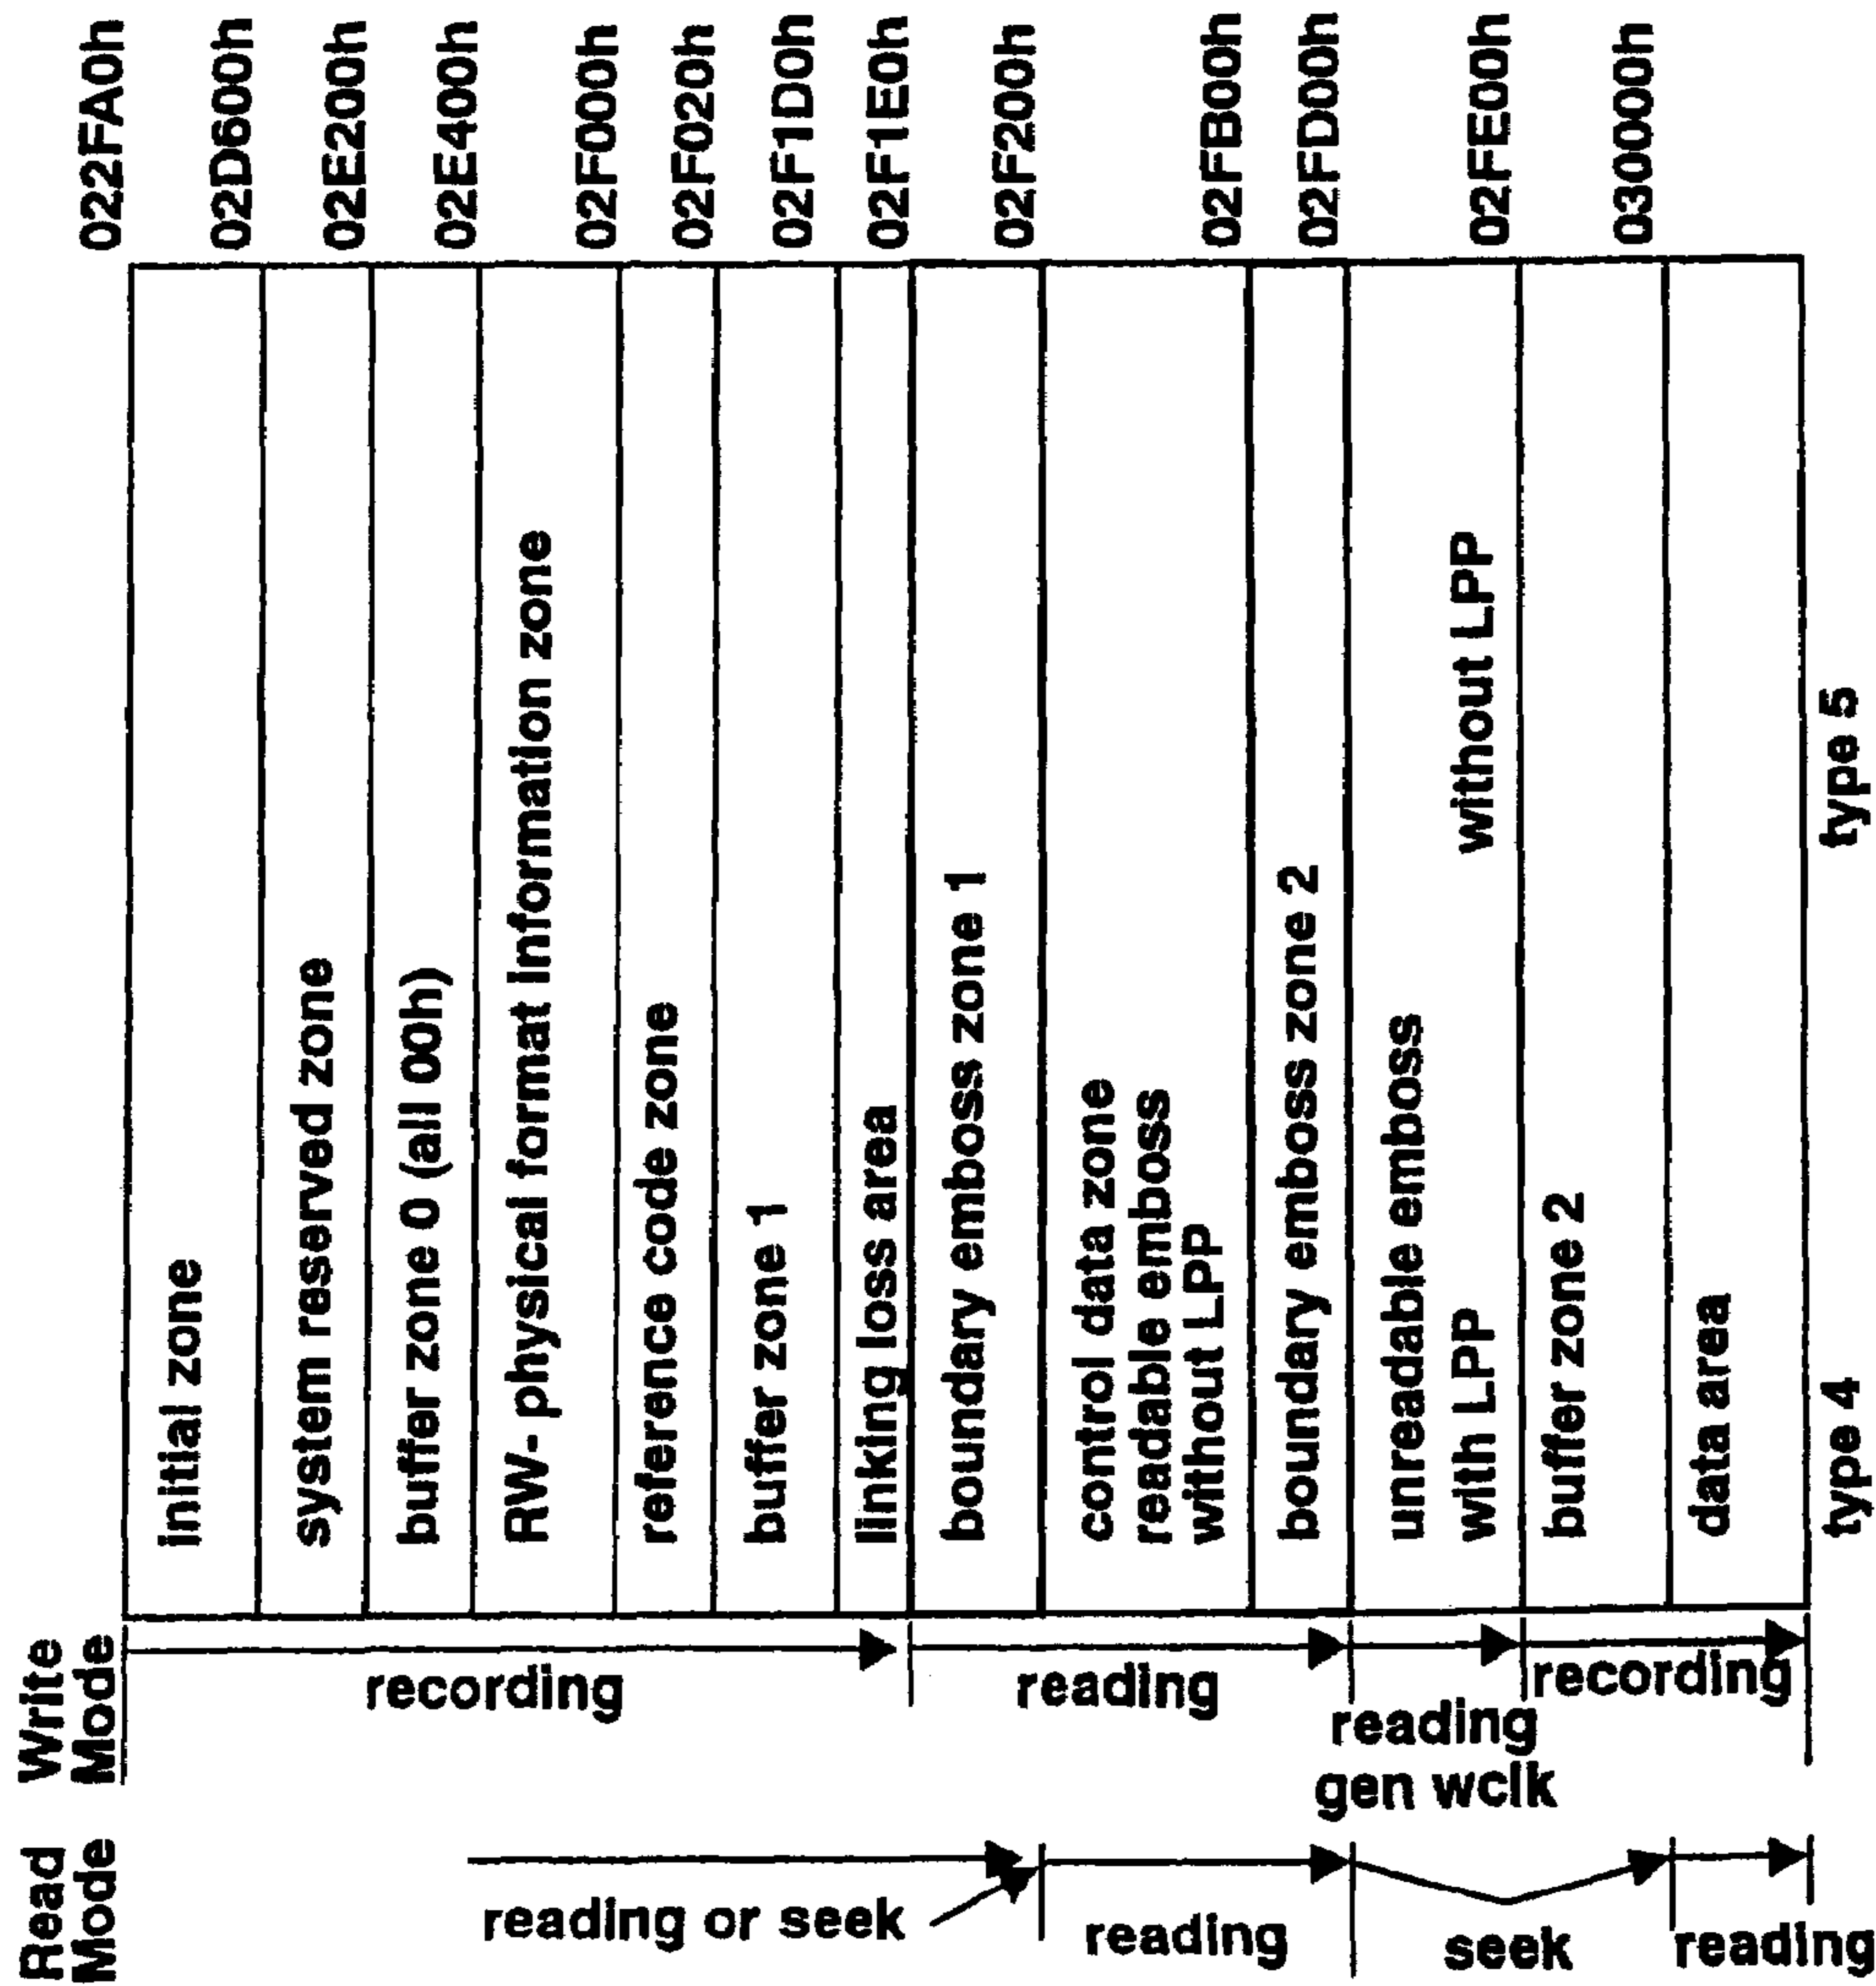 022FA0h
02D600h
02E200h
02E400h
02F000h
02F020h
02F1D0h
02F1E0h
02F200h
02FB00h
02FD00h
02FE00h
030000h
initial zone
system reserved zone
buffer zone 0 (all 00h)
RW- physical format information zone
reference code zone
buffer zone 1
linking loss area
boundary emboss zone 1
control data zone
readable emboss
without LPP
boundary emboss zone 2
unreadable emboss
with LPP
without LPP
buffer zone 2
data area
type 4
type 5
Write
Mode
recording
reading
reading
gen wclk
recording
Read
Mode
reading or seek
reading
seek
reading